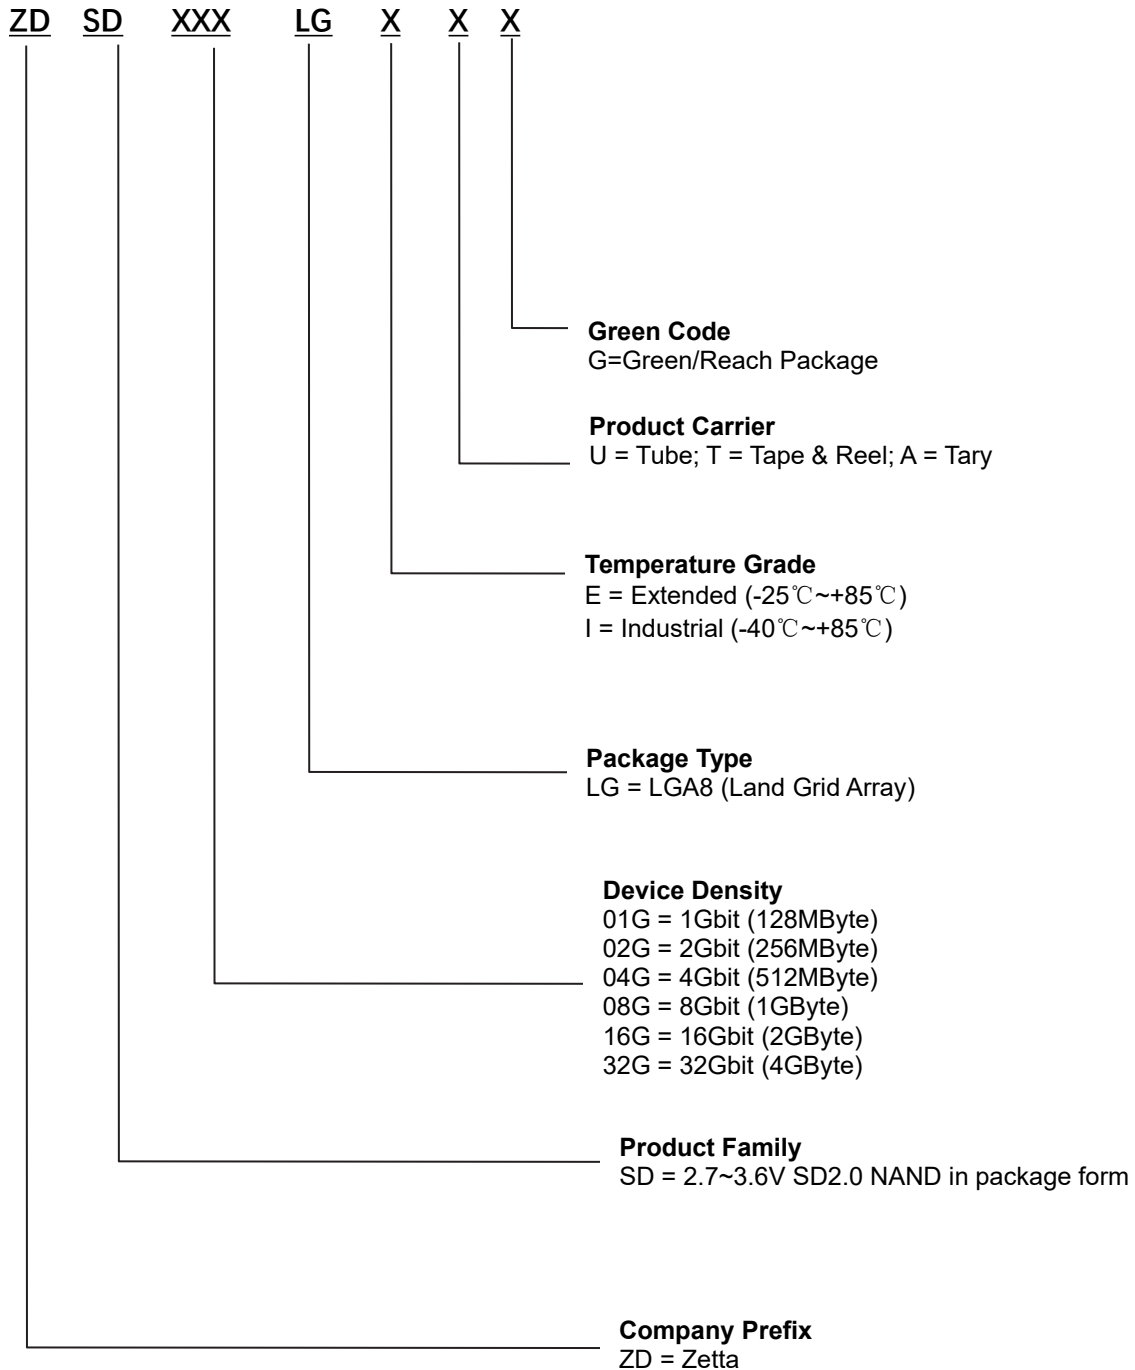 ZD SD XXX LG X X X
Green Code
G=Green/Reach Package
Product Carrier
U = Tube; T = Tape & Reel; A = Tary
Temperature Grade
E = Extended (-25℃~+85℃)
I = Industrial (-40℃~+85℃)
Package Type
LG = LGA8 (Land Grid Array)
Device Density
01G = 1Gbit (128MByte)
02G = 2Gbit (256MByte)
04G = 4Gbit (512MByte)
08G = 8Gbit (1GByte)
16G = 16Gbit (2GByte)
32G = 32Gbit (4GByte)
Product Family
SD = 2.7~3.6V SD2.0 NAND in package form
Company Prefix
ZD = Zetta